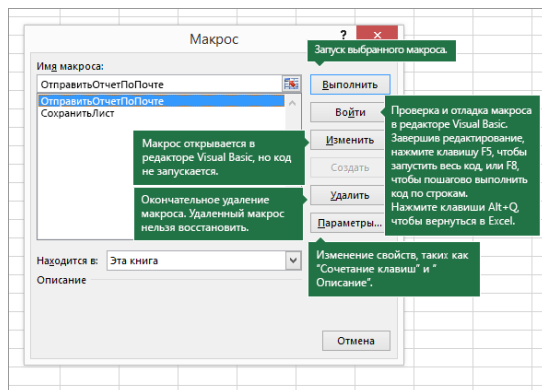 Макрос
?
×
Запуск выбранного макроса.
Имя макроса:
ОтправитьОтчетПоПочте
Выполнить
ОтправитьОтчетПоПочте
СохранитьЛист
Войти
Проверка и отладка макроса
в редакторе Visual Basic.
Завершив редактирование,
нажмите клавишу F5, чтобы
запустить весь код, или F8,
чтобы пошагово выполнить
код по строкам.
Нажмите клавиши Alt+Q,
чтобы вернуться в Excel.
Макрос открывается в
редакторе Visual Basic, но код
не запускается.
Изменить
Создать
Окончательное удаление
макроса. Удаленный макрос
нельзя восстановить.
Удалить
Параметры...
Изменение свойств, таких как
"Сочетание клавиш" и "
Описание".
Находится в: Эта книга
Описание
Отмена